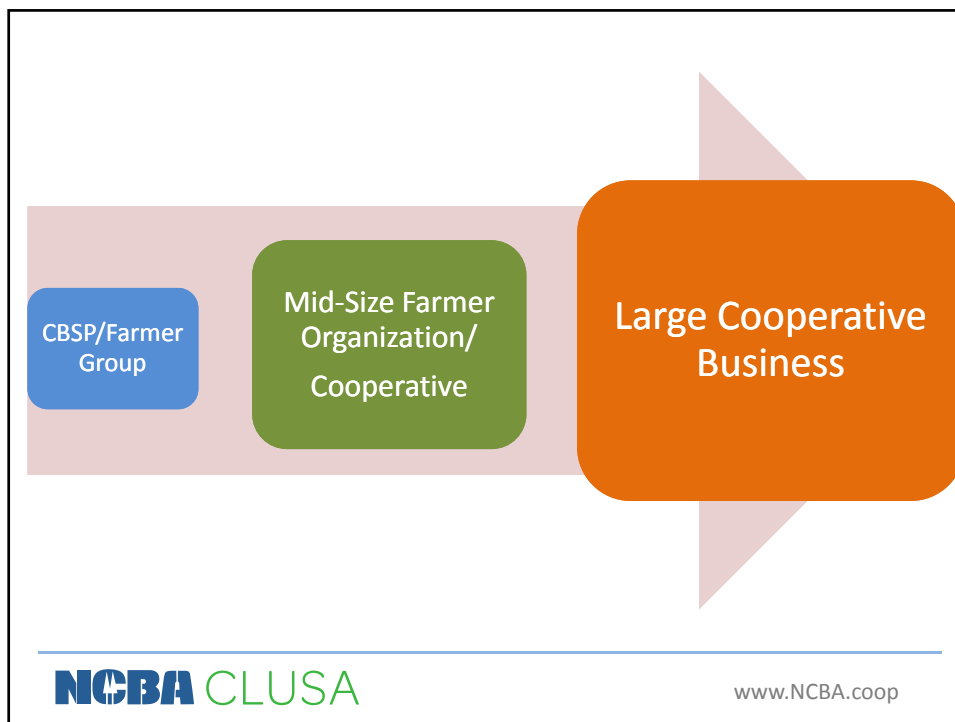 CBSP/Farmer
Group
Mid-Size Farmer
Organization/
Cooperative
Large Cooperative
Business
NCBA CLUSA
www.NCBA.coop